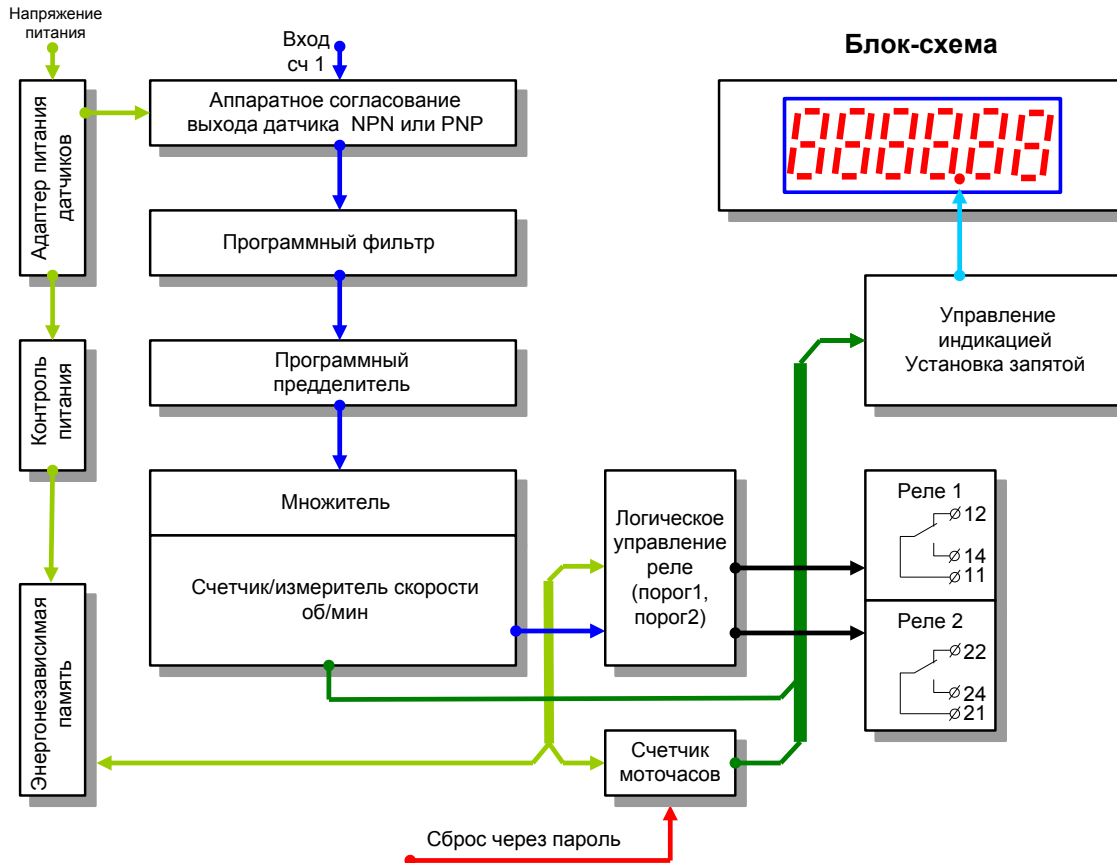 Напряжение
питания
Вход
сч 1
Блок-схема
Адаптер питания
датчиков
Аппаратное согласование
выхода датчика NPN или PNP
Программный фильтр
Управление
индикацией
Установка запятой
Контроль
питания
Программный
предделитель
Множитель
Счетчик/измеритель скорости
об/мин
Логическое
управление
реле
(порог1,
порог2)
Реле 1
12
14
11
Реле 2
22
24
21
Энергонезависимая
память
Счетчик
моточасов
Сброс через пароль